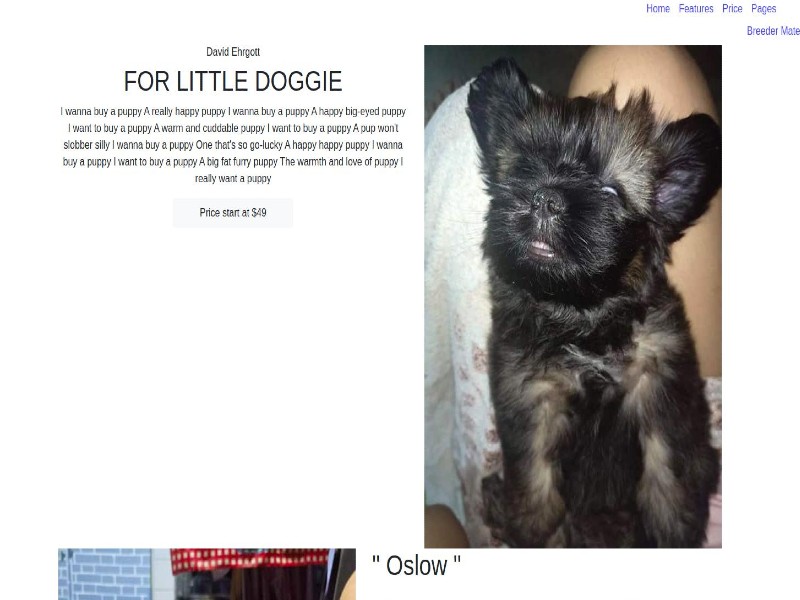 Home Features Price Pages
Breeder Mate
David Ehrgott
FOR LITTLE DOGGIE
I wanna buy a puppy A really happy puppy I wanna buy a puppy A happy big-eyed puppy
I want to buy a puppy A warm and cuddable puppy I want to buy a puppy A pup won't
slobber silly I wanna buy a puppy One that's so go-lucky A happy happy puppy I wanna
buy a puppy I want to buy a puppy A big fat furry puppy The warmth and love of puppy I
really want a puppy
Price start at $49
" Oslow "